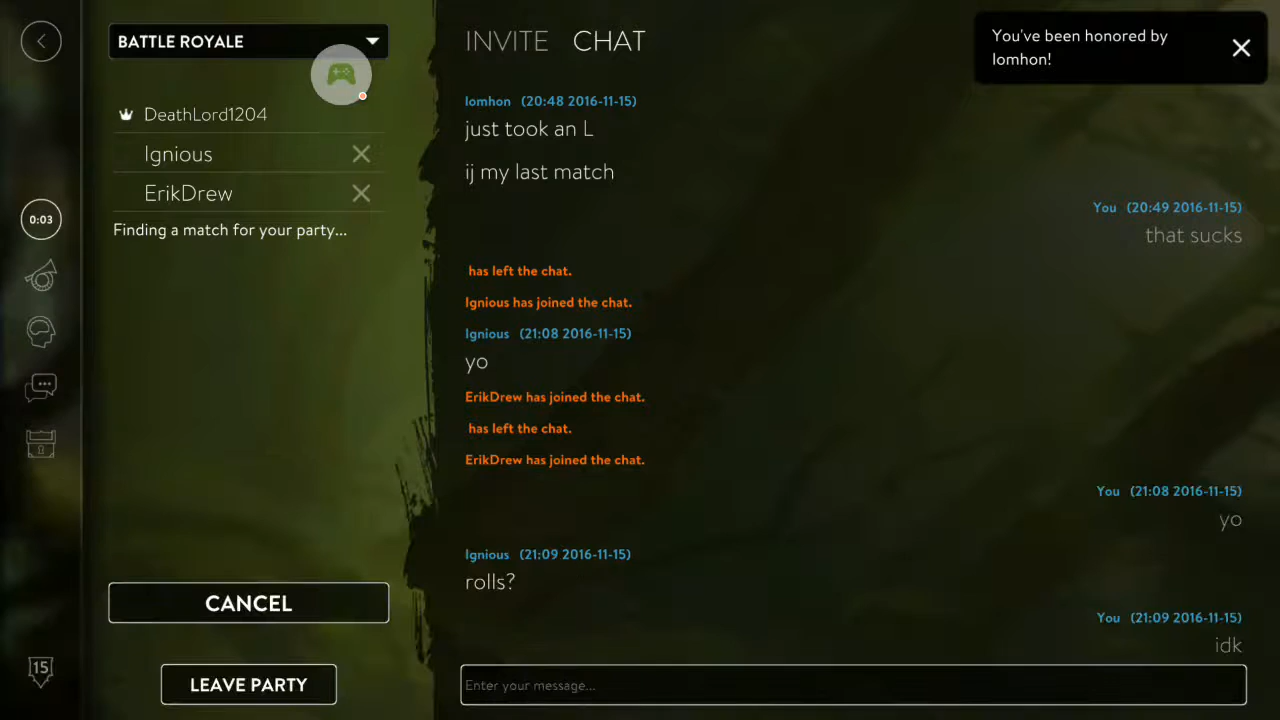 BATTLE ROYALE
DeathLord1204
Ignious
ErikDrew
Finding a match for your party...
0:03
15
CANCEL
LEAVE PARTY
INVITE CHAT
lomhon (20:48 2016-11-15)
just took an L
ij my last match
You (20:49 2016-11-15)
that sucks
has left the chat.
Ignious has joined the chat.
Ignious (21:08 2016-11-15)
yo
ErikDrew has joined the chat.
has left the chat.
ErikDrew has joined the chat.
You (21:08 2016-11-15)
yo
Ignious (21:09 2016-11-15)
rolls?
You (21:09 2016-11-15)
idk
Enter your message...
You've been honored by
lomhon!